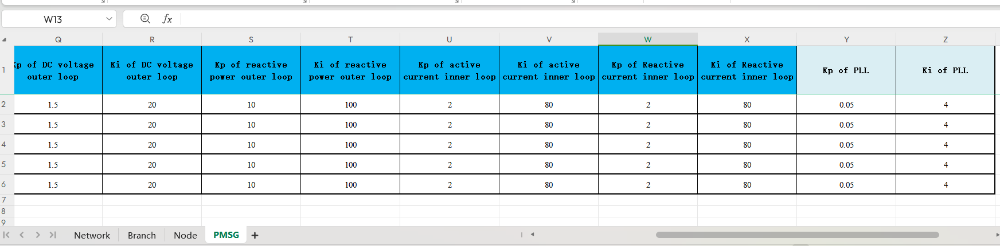 W13
fx
Q R S T U V W X Y Z
1
Kp of DC voltage outer loop
Ki of DC voltage outer loop
Kp of reactive power outer loop
Ki of reactive power outer loop
Kp of active current inner loop
Ki of active current inner loop
Kp of Reactive current inner loop
Ki of Reactive current inner loop
Kp of PLL
Ki of PLL
2 1.5 20 10 100 2 80 2 80 0.05 4
3 1.5 20 10 100 2 80 2 80 0.05 4
4 1.5 20 10 100 2 80 2 80 0.05 4
5 1.5 20 10 100 2 80 2 80 0.05 4
6 1.5 20 10 100 2 80 2 80 0.05 4
7
8
9
Network Branch Node PMSG +